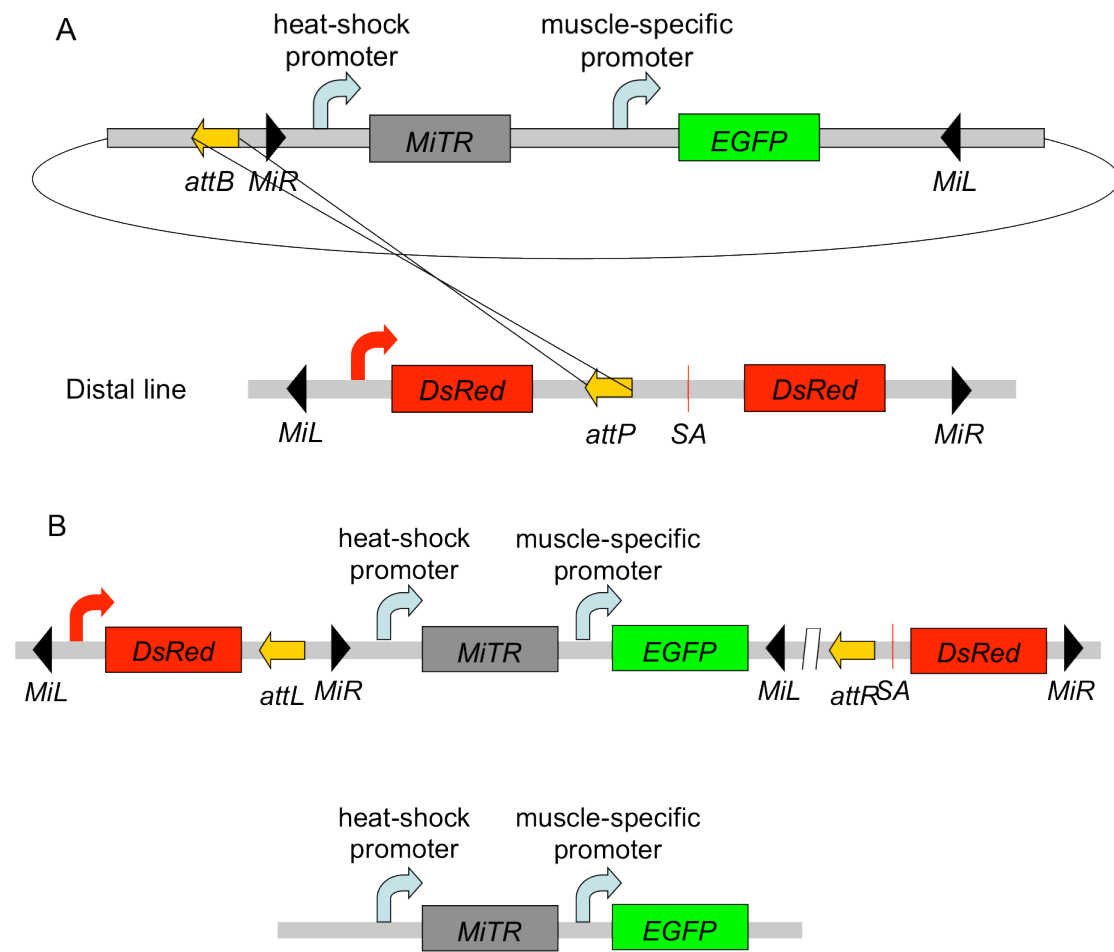 A
heat-shock
promoter
muscle-specific
promoter
MiTR
EGFP
attB
MiR
MiL
Distal line
DsRed
DsRed
MiL
attP
SA
MiR
B
heat-shock
promoter
muscle-specific
promoter
DsRed
MiTR
EGFP
DsRed
MiL
attL
MiR
MiL
attR
SA
MiR
heat-shock
promoter
muscle-specific
promoter
MiTR
EGFP